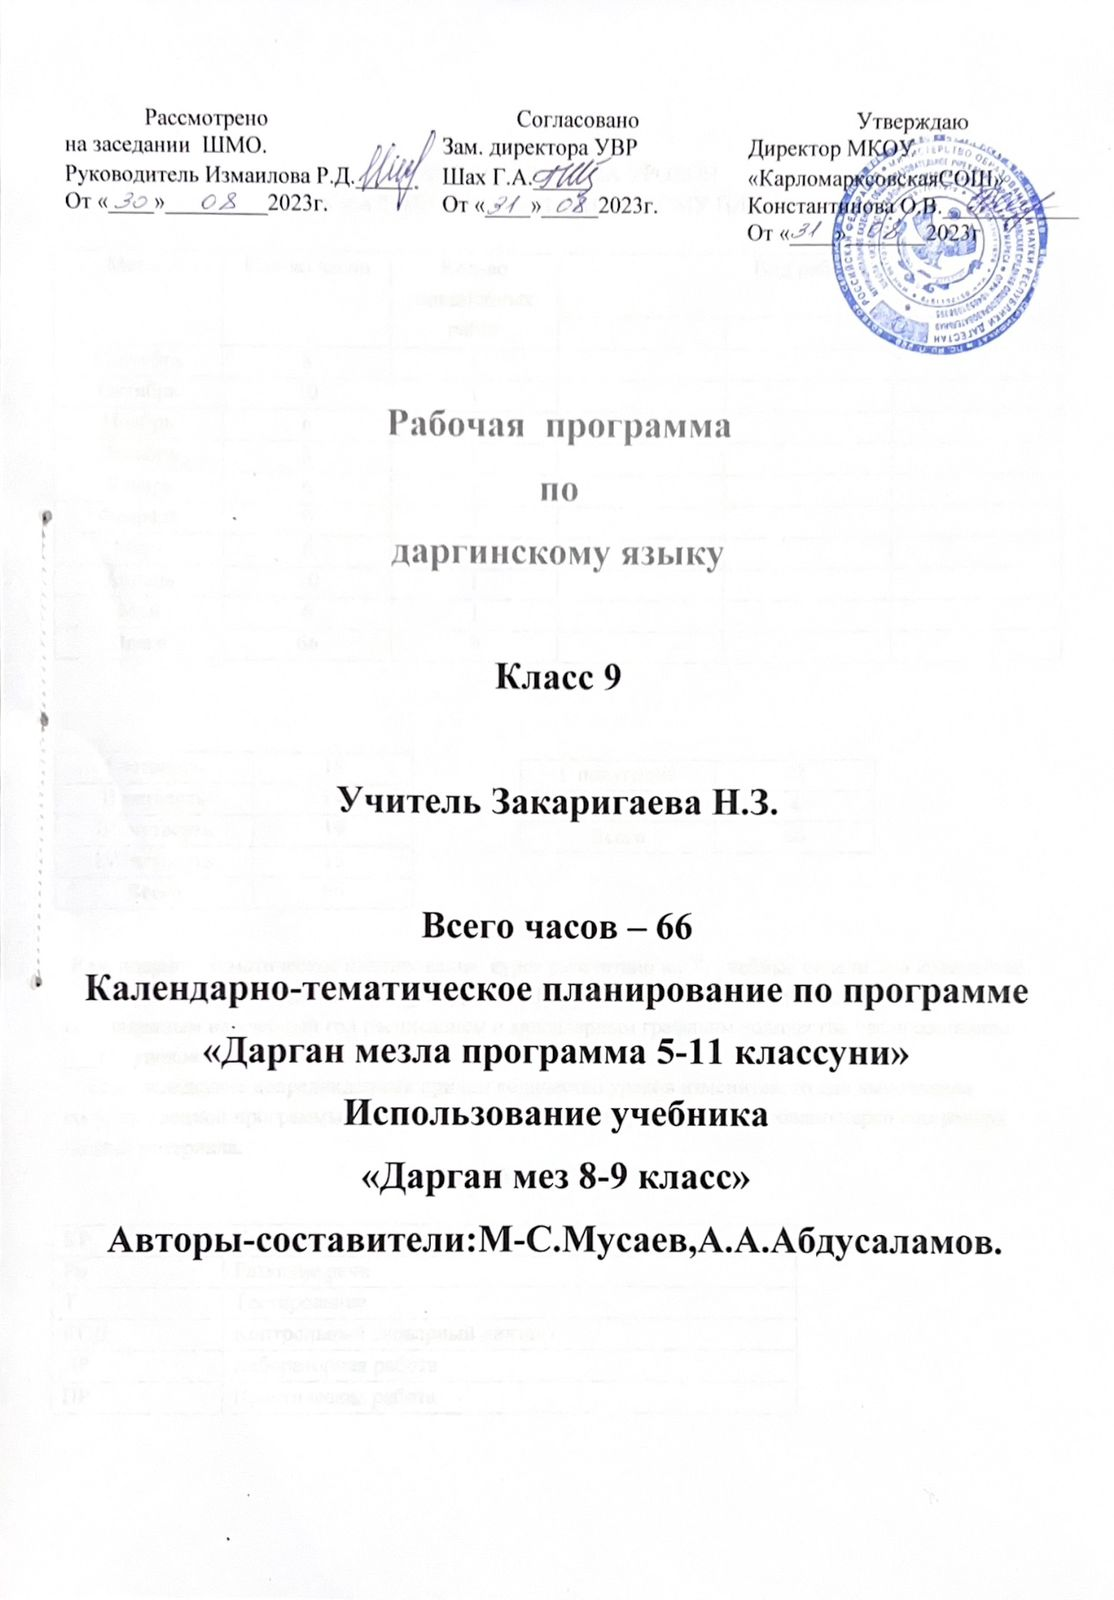 Рассмотрено
на заседании ШМО.
Руководитель Измаилова Р.Д.
От «30» 08 2023г.
Согласовано
Зам. директора УВР
Шах Г.А.
От «31» 08 2023г.
Утверждаю
Директор МКОУ
«КарломарксовскаяСОШ»
Константинова О.В.
От «31» 08 2023г
Рабочая программа
по
даргинскому языку
Класс 9
Учитель Закаригаева Н.З.
Всего часов – 66
Календарно-тематическое планирование по программе
«Дарган мезла программа 5-11 классуни»
Использование учебника
«Дарган мез 8-9 класс»
Авторы-составители:М-С.Мусаев,А.А.Абдусаламов.